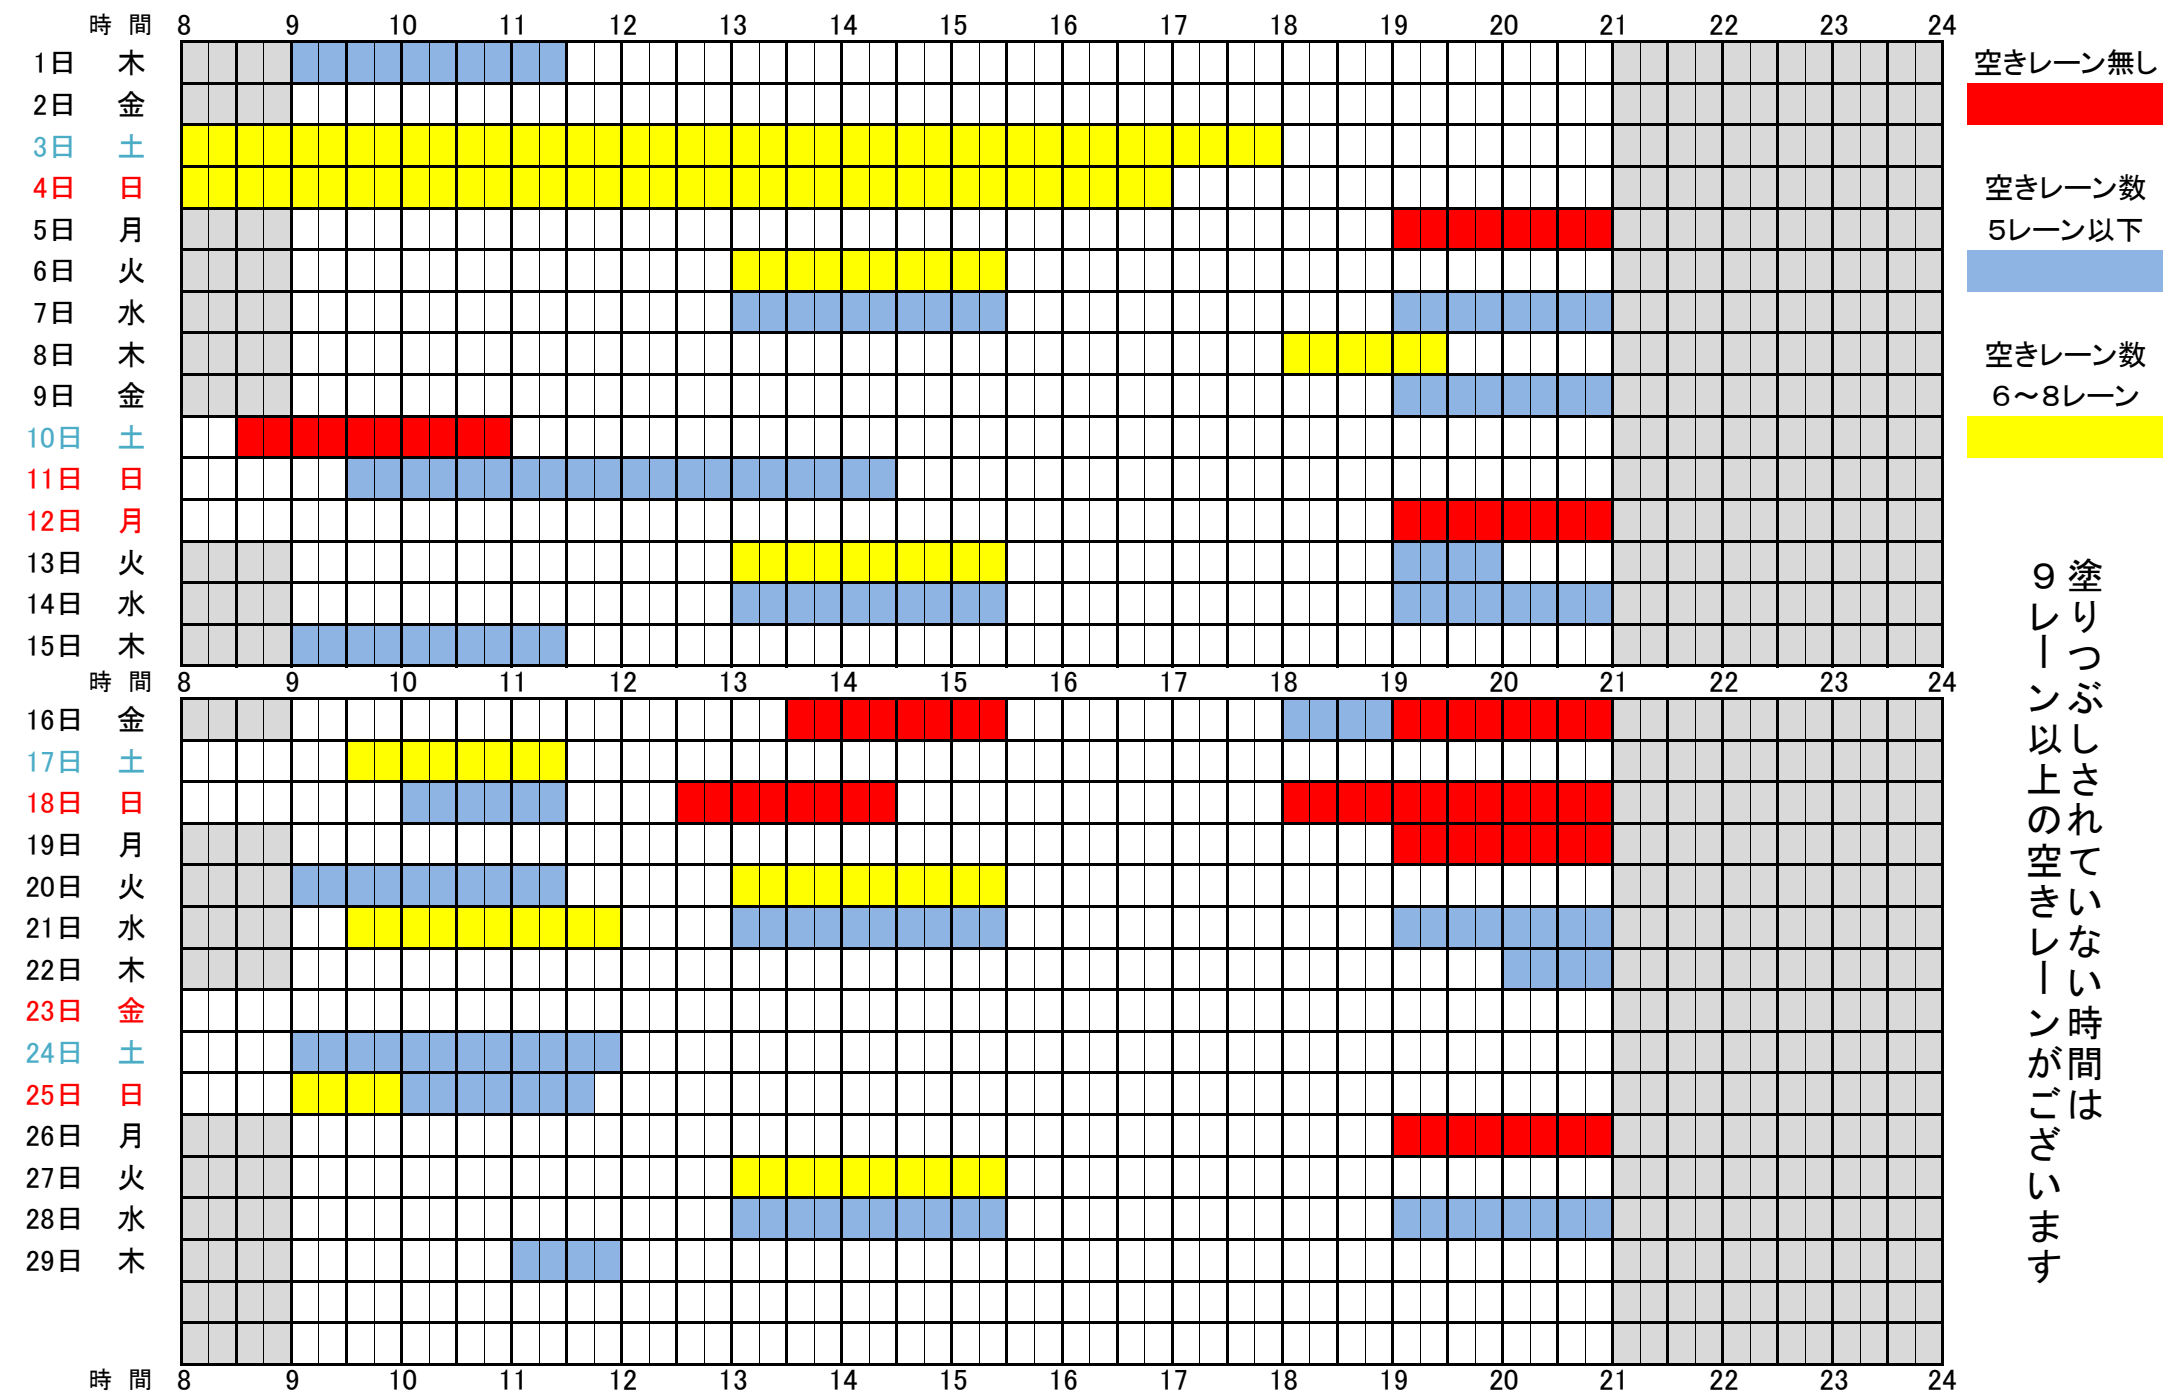 時 間 8 9 10 11 12 13 14 15 16 17 18 19 20 21 22 23 24
1日 木
2日 金
3日 土
4日 日
5日 月
6日 火
7日 水
8日 木
9日 金
10日 土
11日 日
12日 月
13日 火
14日 水
15日 木
時 間 8 9 10 11 12 13 14 15 16 17 18 19 20 21 22 23 24
16日 金
17日 土
18日 日
19日 月
20日 火
21日 水
22日 木
23日 金
24日 土
25日 日
26日 月
27日 火
28日 水
29日 木
時 間 8 9 10 11 12 13 14 15 16 17 18 19 20 21 22 23 24
空きレーン無し
空きレーン数
5レーン以下
空きレーン数
6～8レーン
塗りつぶしされていない時間は
９レーン以上の空きレーンがございます